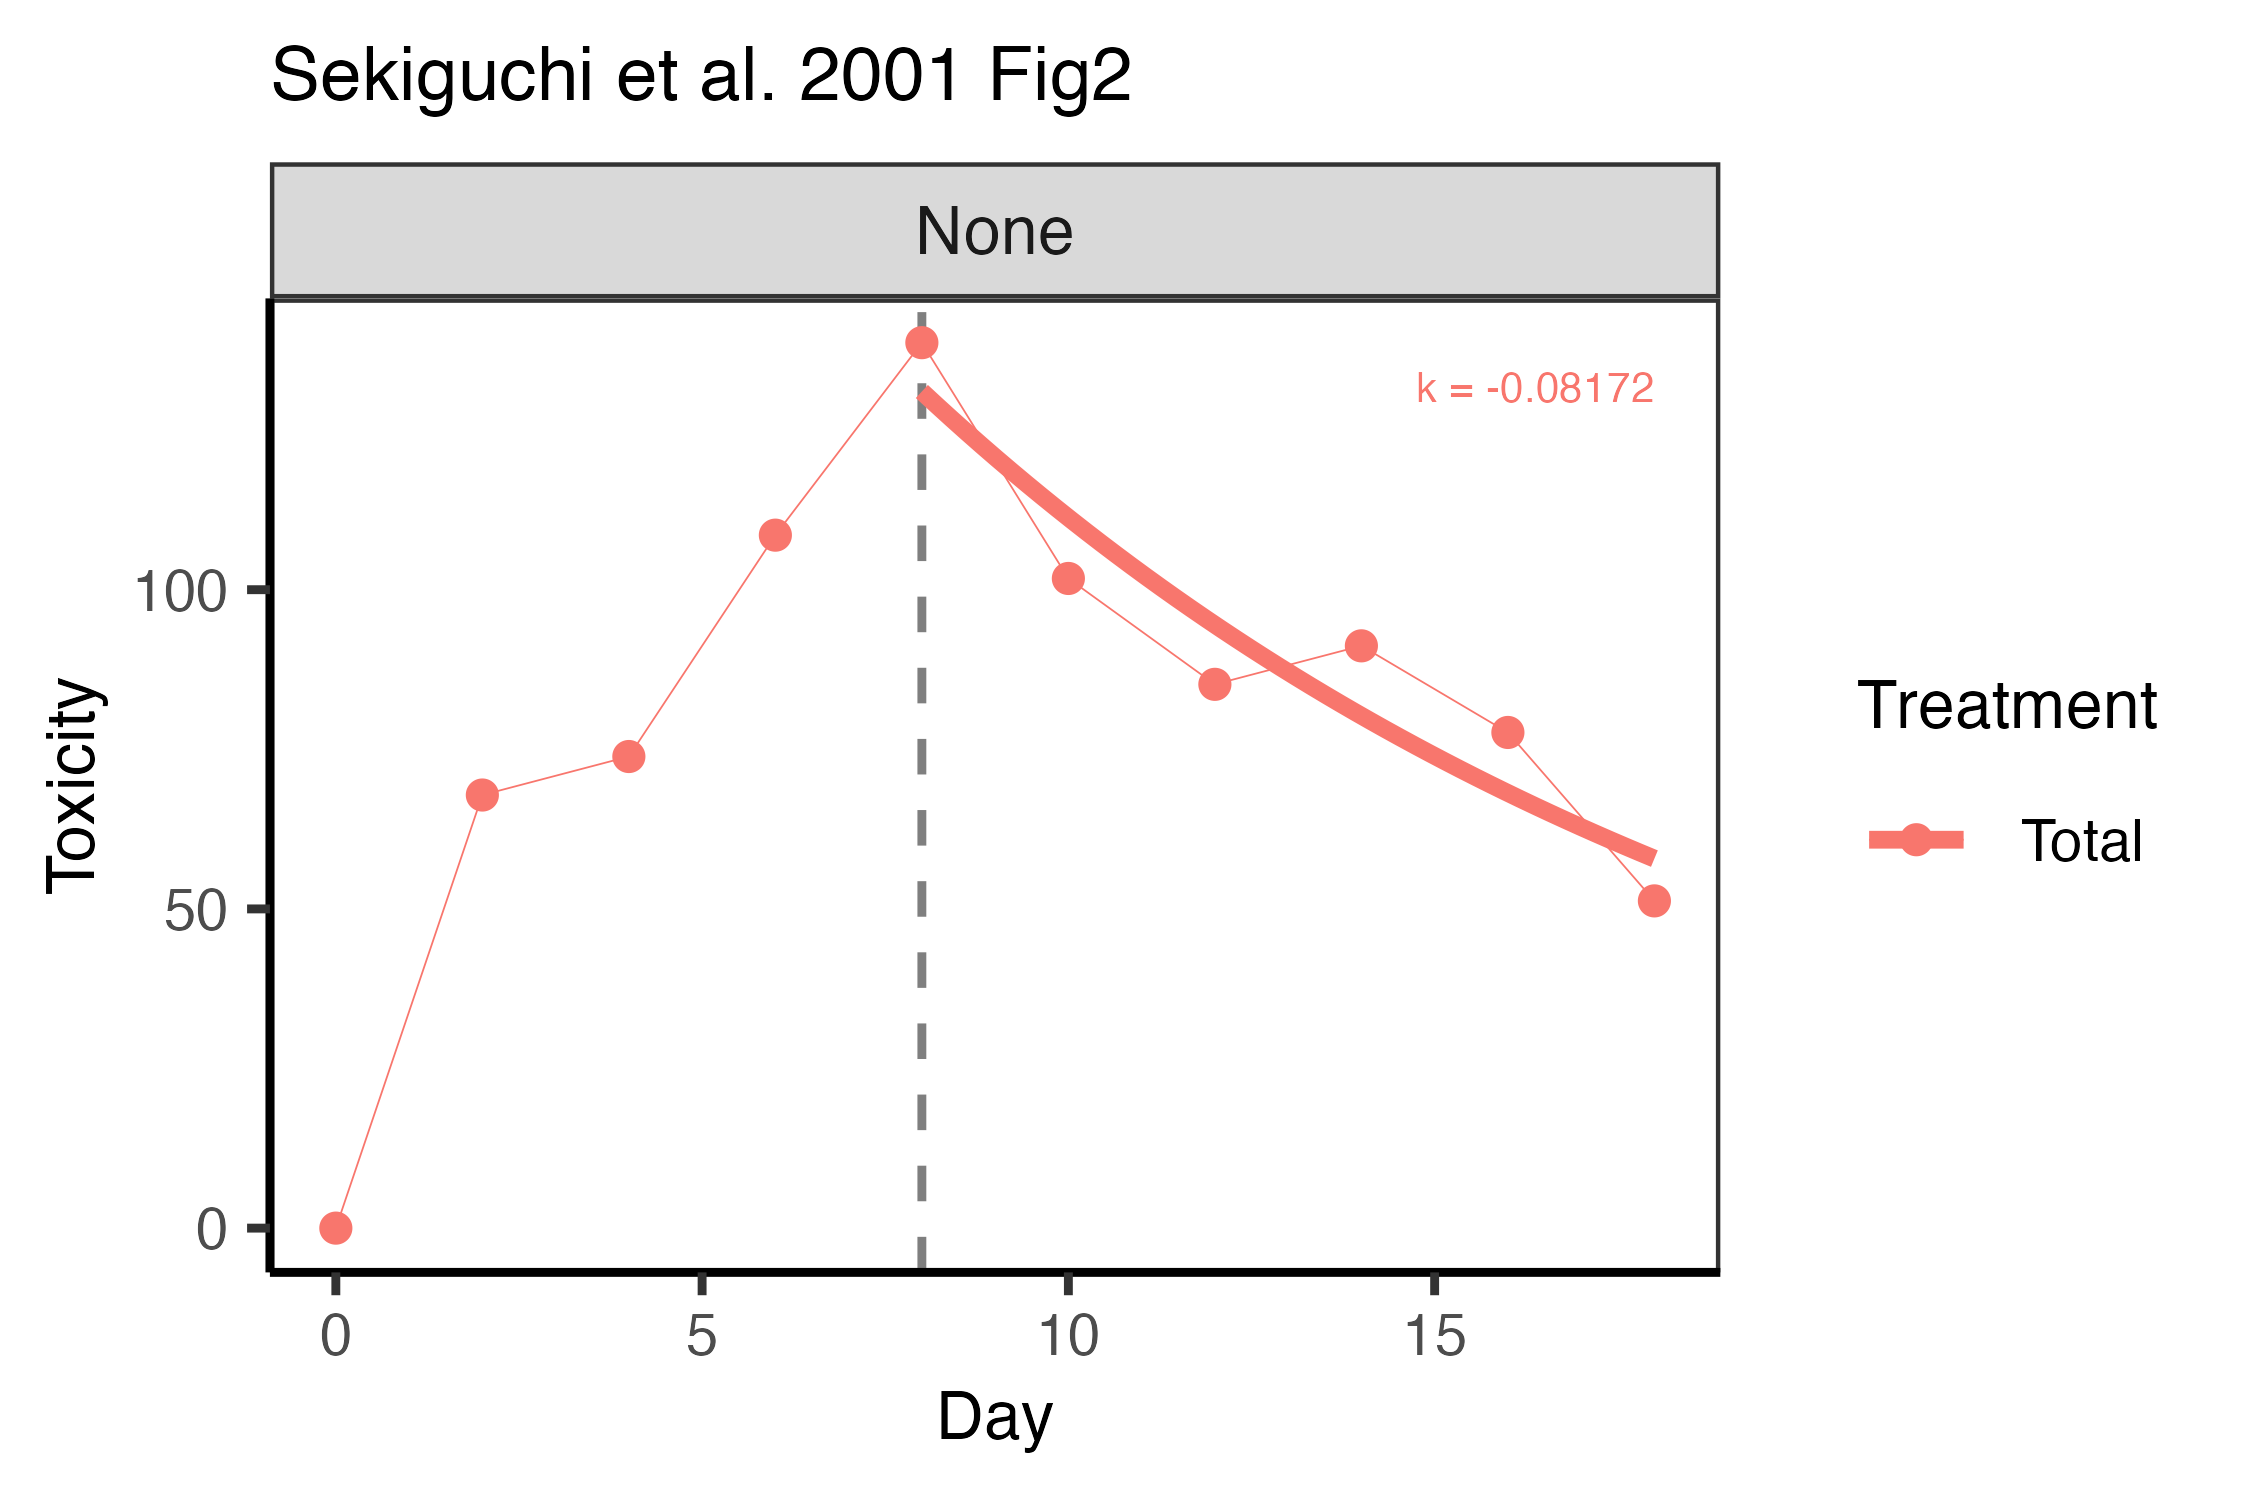 Sekiguchi et al. 2001 Fig2
None
k = -0.08172
100
50
0
Toxicity
0 5 10 15
Day
Treatment
Total